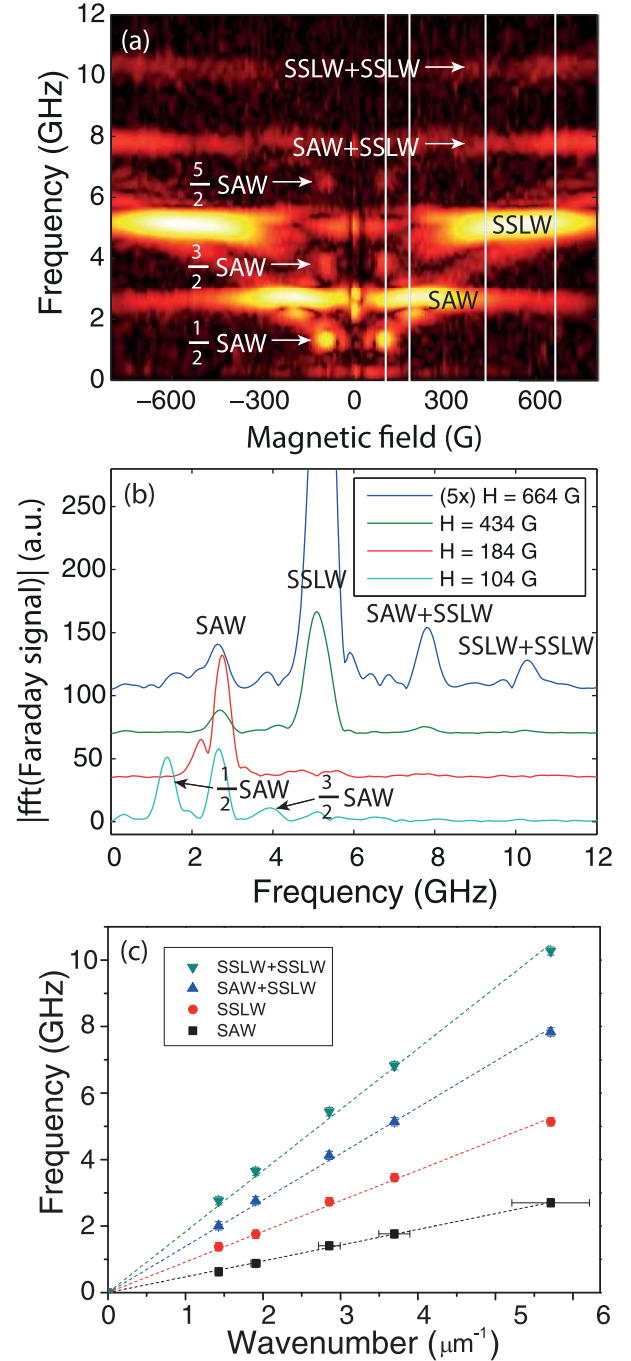 (a)
12
10
8
6
4
2
0
Frequency (GHz)
SSLW+SSLW
SAW+SSLW
5/2 SAW
SSLW
3/2 SAW
SAW
1/2 SAW
−600 −300 0 300 600
Magnetic field (G)
(b)
250
200
150
100
50
0
|fft(Faraday signal)| (a.u.)
(5x) H = 664 G
H = 434 G
H = 184 G
H = 104 G
SSLW
SAW
SAW+SSLW
SSLW+SSLW
1/2 SAW
3/2 SAW
0 2 4 6 8 10 12
Frequency (GHz)
(c)
10
8
6
4
2
0
Frequency (GHz)
SSLW+SSLW
SAW+SSLW
SSLW
SAW
0 1 2 3 4 5 6
Wavenumber (μm⁻¹)